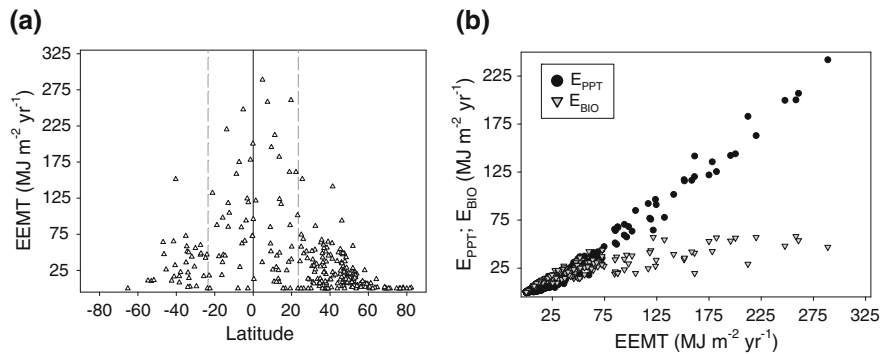 (a)
EEMT (MJ m⁻² yr⁻¹)
325
275
225
175
125
75
25
-80 -60 -40 -20 0 20 40 60 80
Latitude
(b)
E_PPT; E_BIO (MJ m⁻² yr⁻¹)
225
175
125
75
25
E_PPT
E_BIO
25 75 125 175 225 275 325
EEMT (MJ m⁻² yr⁻¹)